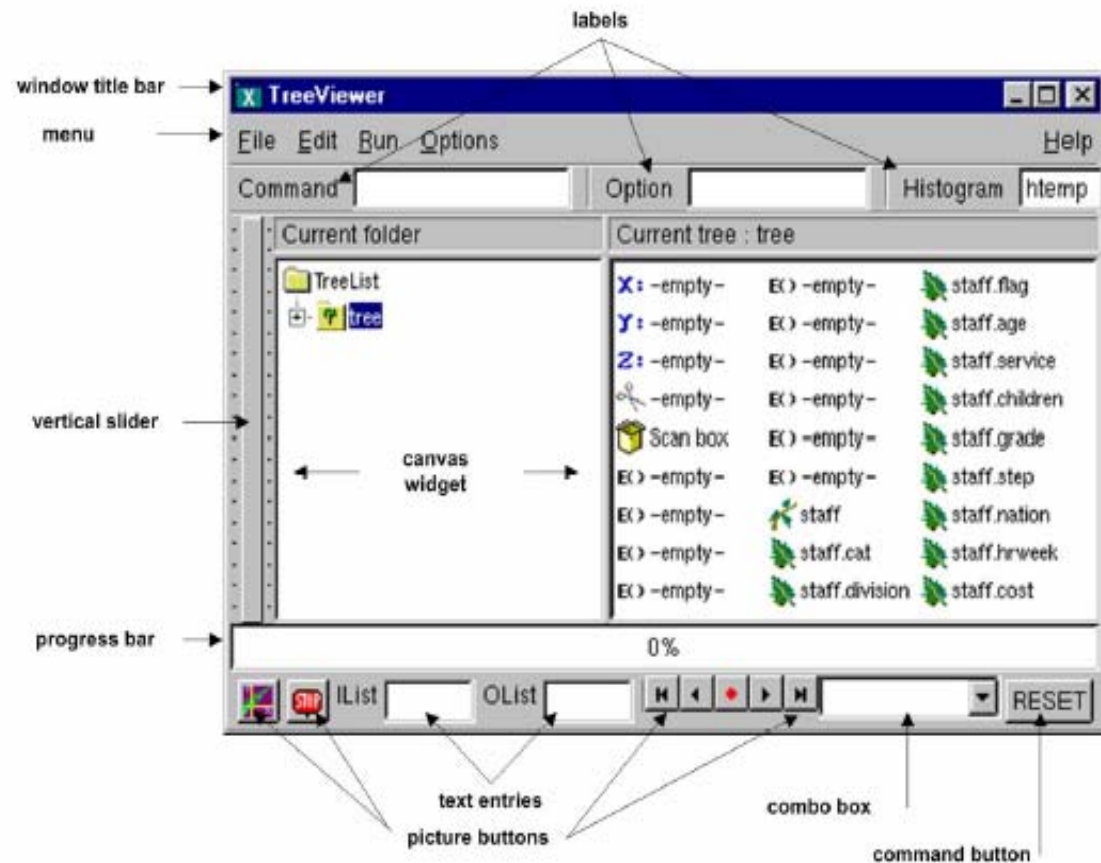 labels
window title bar
TreeViewer
menu
File Edit Run Options Help
Command Option Histogram htemp
Current folder Current tree : tree
TreeList
tree
X: -empty- E() -empty- staff.flag
Y: -empty- E() -empty- staff.age
Z: -empty- E() -empty- staff.service
-empty- E() -empty- staff.children
Scan box E() -empty- staff.grade
E() -empty- E() -empty- staff.step
E() -empty- staff staff.nation
E() -empty- staff.cat staff.hrweek
E() -empty- staff.division staff.cost
vertical slider
canvas
widget
progress bar
0%
STOP IList OList RESET
text entries
picture buttons
combo box
command button